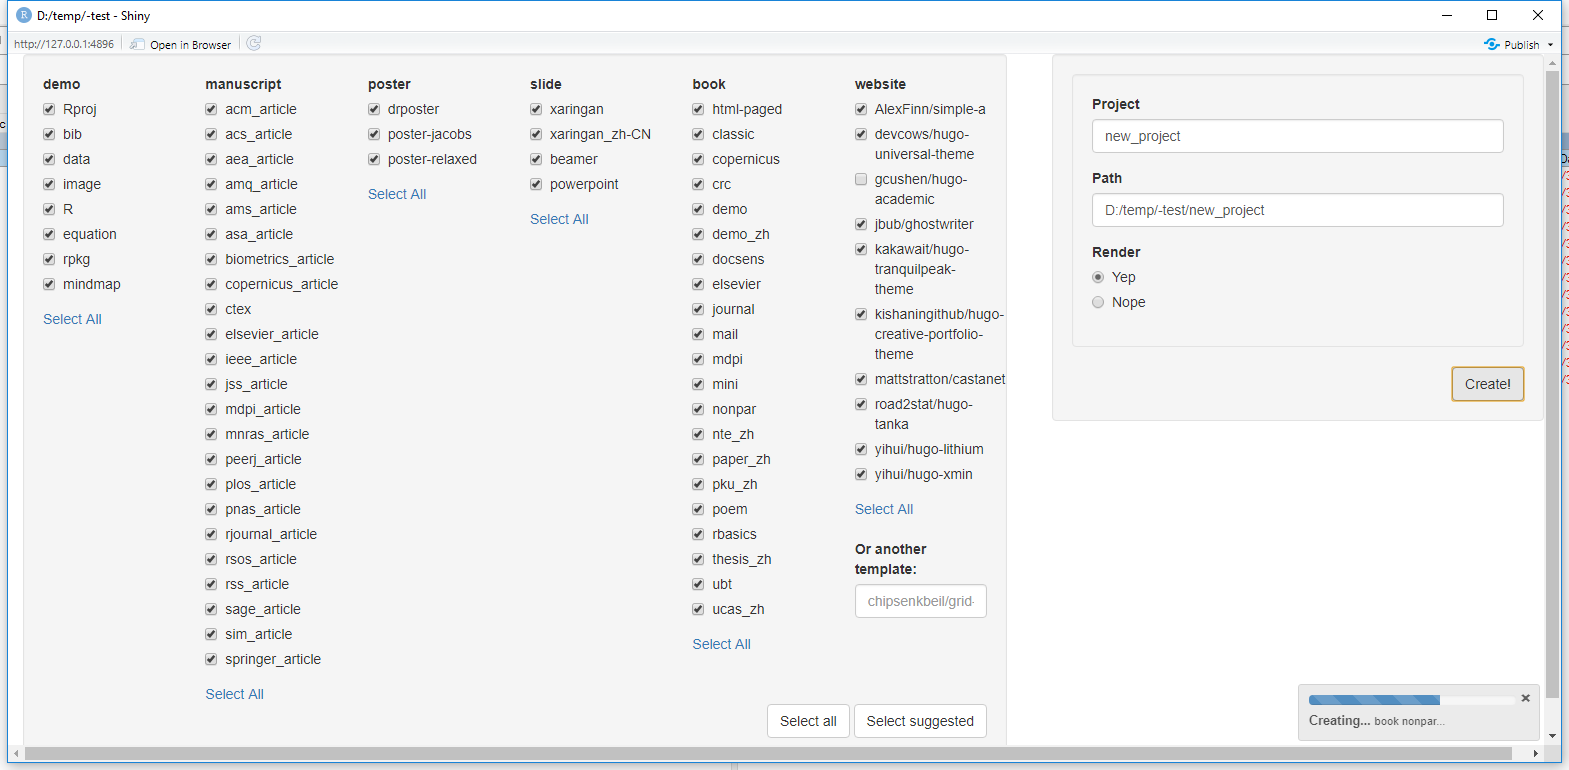 D:/temp/-test - Shiny
http://127.0.0.1:4896
Open in Browser
Publish
demo
Rproj
bib
data
image
R
equation
rpkg
mindmap
Select All
manuscript
acm_article
acs_article
aea_article
amq_article
ams_article
asa_article
biometrics_article
copernicus_article
ctex
elsevier_article
ieee_article
jss_article
mdpi_article
mnras_article
peerj_article
plos_article
pnas_article
rjournal_article
rsos_article
rss_article
sage_article
sim_article
springer_article
Select All
poster
drposter
poster-jacobs
poster-relaxed
Select All
slide
xaringan
xaringan_zh-CN
beamer
powerpoint
Select All
book
html-paged
classic
copernicus
crc
demo
demo_zh
docsens
elsevier
journal
mail
mdpi
mini
nonpar
nte_zh
paper_zh
pku_zh
poem
rbasics
thesis_zh
ubt
ucas_zh
Select All
website
AlexFinn/simple-a
devcows/hugo-
universal-theme
gcushen/hugo-
academic
jbub/ghostwriter
kakawait/hugo-
tranquilpeak-
theme
kishaningithub/hugo-
creative-portfolio-
theme
mattstratton/castanet
road2stat/hugo-
tanka
yihui/hugo-lithium
yihui/hugo-xmin
Select All
Or another
template:
chipsenkbeil/grid-
Select all
Select suggested
Project
new_project
Path
D:/temp/-test/new_project
Render
Yep
Nope
Create!
Creating... book nonpar...